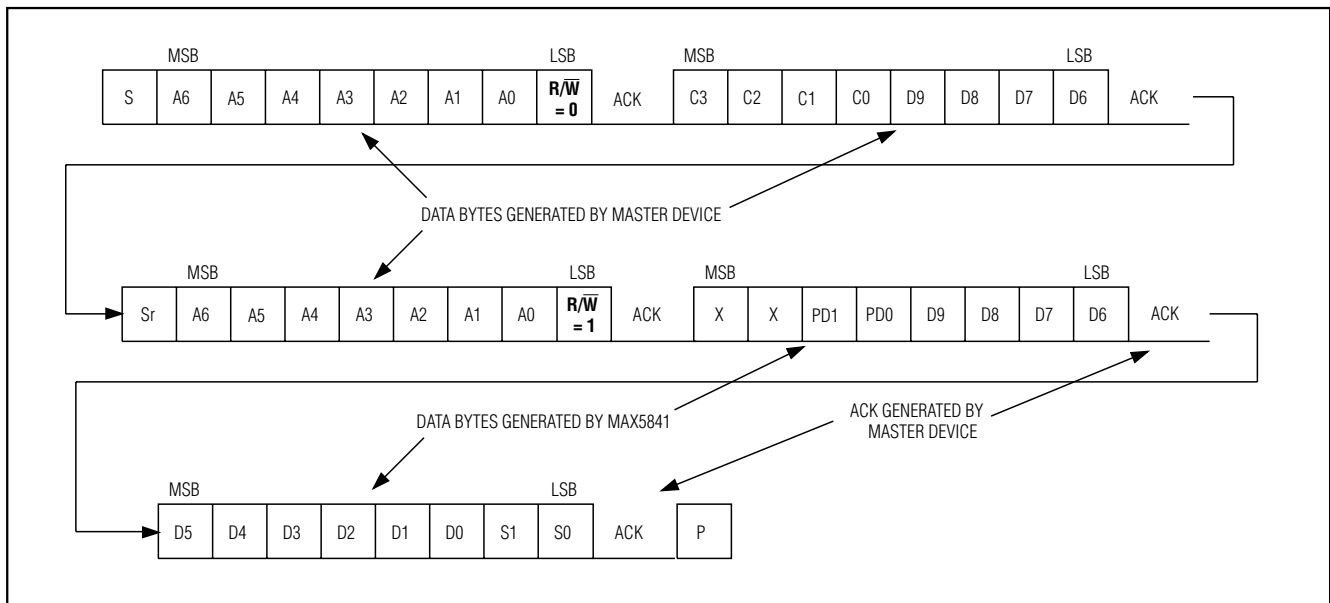 MSB LSB MSB LSB
S A6 A5 A4 A3 A2 A1 A0 R/W̅ = 0 ACK C3 C2 C1 C0 D9 D8 D7 D6 ACK
DATA BYTES GENERATED BY MASTER DEVICE
MSB LSB MSB LSB
Sr A6 A5 A4 A3 A2 A1 A0 R/W̅ = 1 ACK X X PD1 PD0 D9 D8 D7 D6 ACK
DATA BYTES GENERATED BY MAX5841
ACK GENERATED BY
MASTER DEVICE
MSB LSB
D5 D4 D3 D2 D1 D0 S1 S0 ACK P